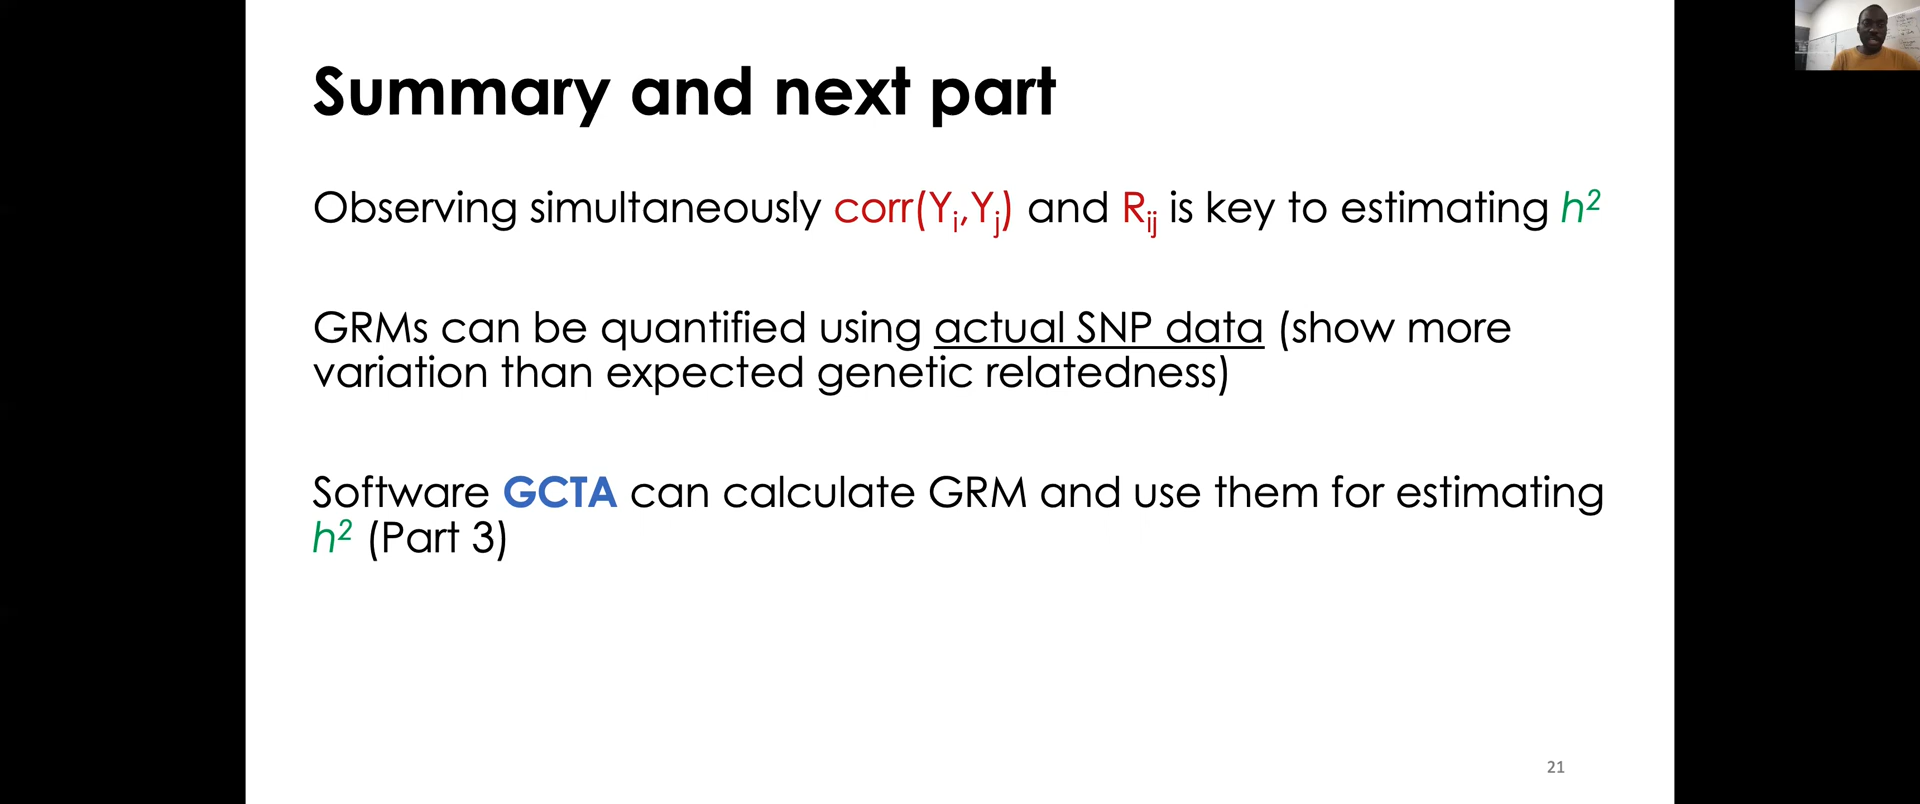 Summary and next part
Observing simultaneously corr(Yi,Yj) and Rij is key to estimating h²
GRMs can be quantified using actual SNP data (show more
variation than expected genetic relatedness)
Software GCTA can calculate GRM and use them for estimating
h² (Part 3)
21